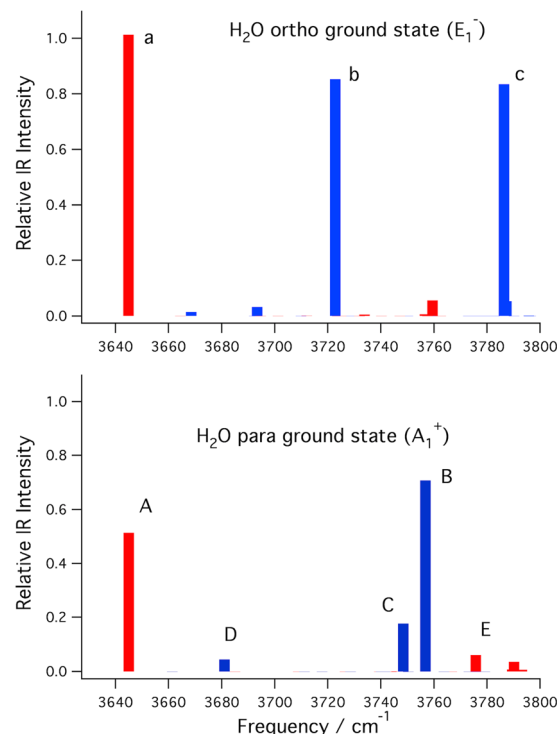 H₂O ortho ground state (E₁⁻)
a
b
c
Relative IR Intensity
1.0
0.8
0.6
0.4
0.2
0.0
3640 3660 3680 3700 3720 3740 3760 3780 3800
H₂O para ground state (A₁⁺)
A
B
C
D
E
Relative IR Intensity
1.0
0.8
0.6
0.4
0.2
0.0
3640 3660 3680 3700 3720 3740 3760 3780 3800
Frequency / cm⁻¹